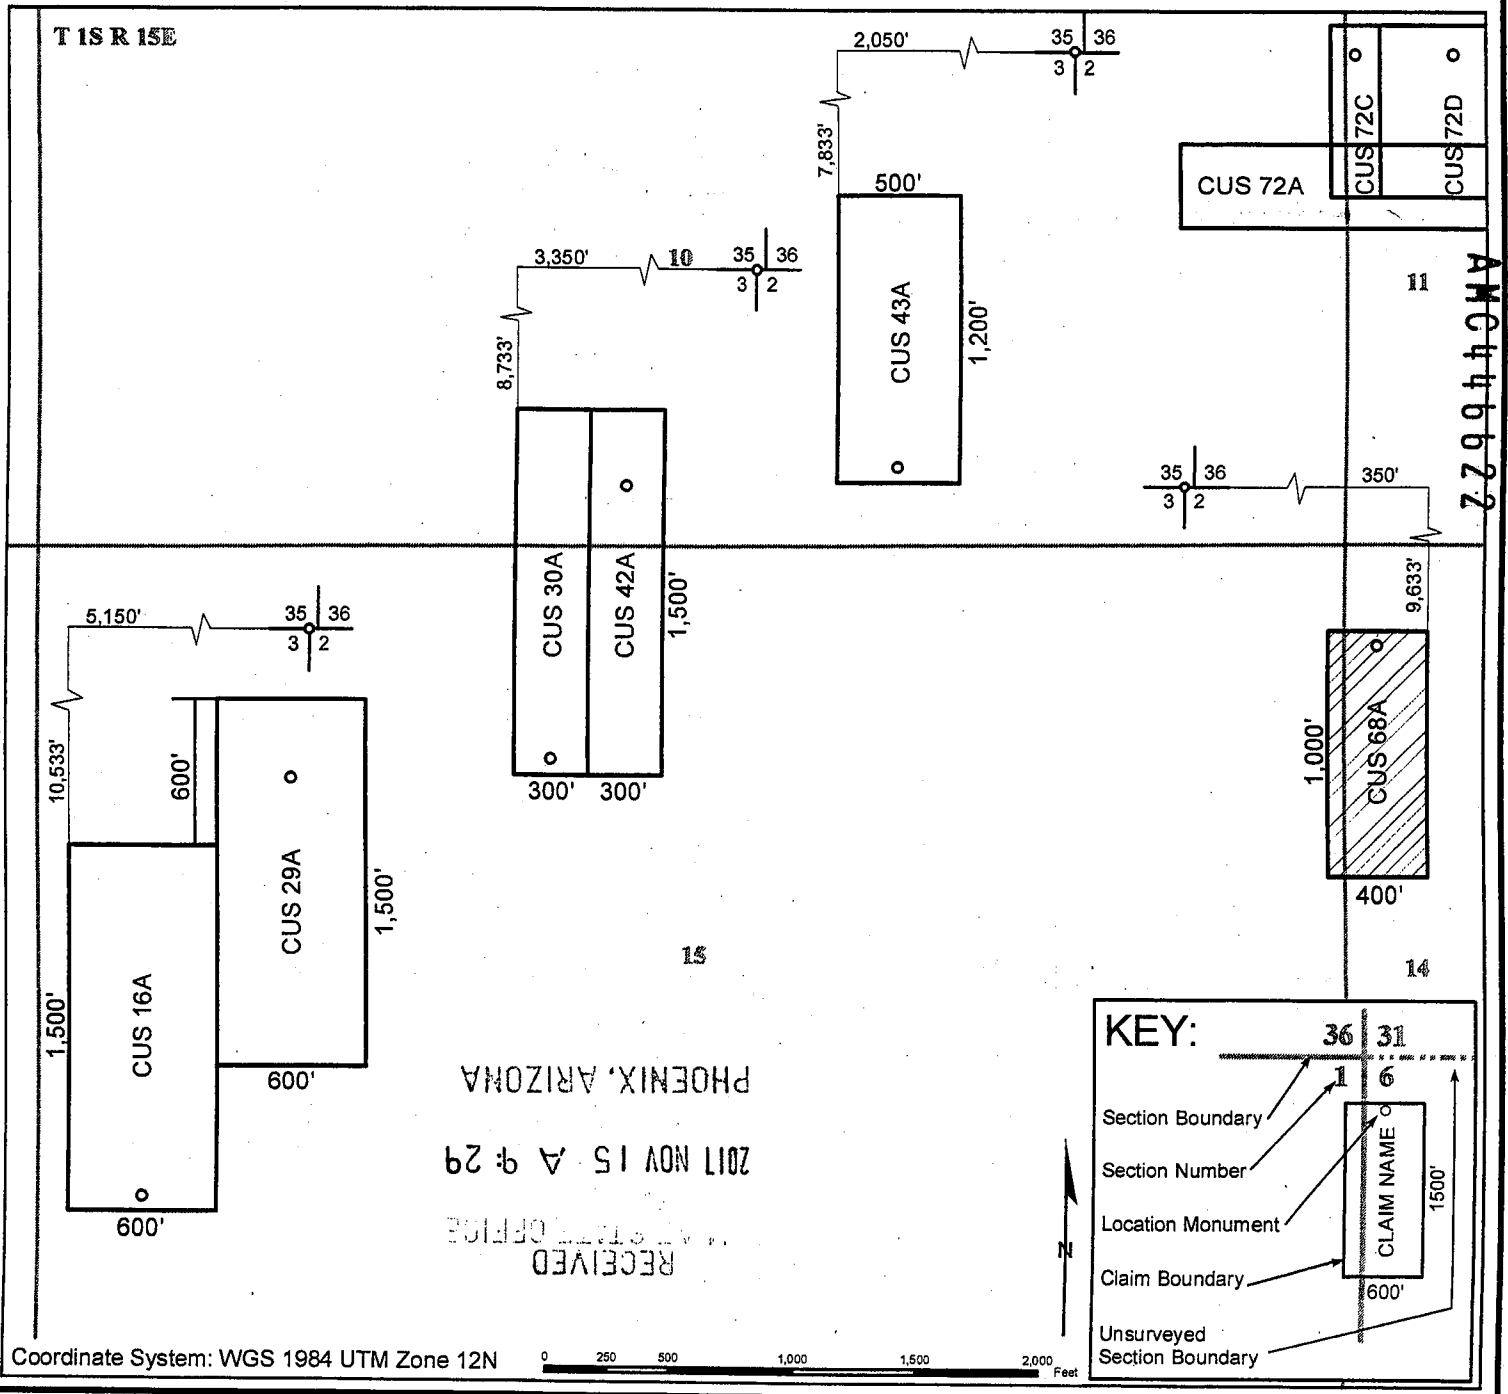 T 1S R 15E
2,050'
35 36
3 2
7,833'
500'
CUS 43A
1,200'
CUS 72C
CUS 72D
CUS 72A
11
AMC446622
3,350'
10
35 36
3 2
8,733'
CUS 30A
CUS 42A
1,500'
300' 300'
35 36
3 2
350'
9,633'
CUS 68A
1,000'
400'
5,150'
35 36
3 2
10,533'
600'
CUS 29A
1,500'
600'
CUS 16A
1,500'
600'
15
14
PHOENIX, ARIZONA
2011 NOV 15 A 9:29
STATE OFFICE
RECEIVED
N
KEY:
36 31
1 6
Section Boundary
Section Number
Location Monument
Claim Boundary
Unsurveyed
Section Boundary
CLAIM NAME
1500'
600'
Coordinate System: WGS 1984 UTM Zone 12N
0 250 500 1,000 1,500 2,000
Feet